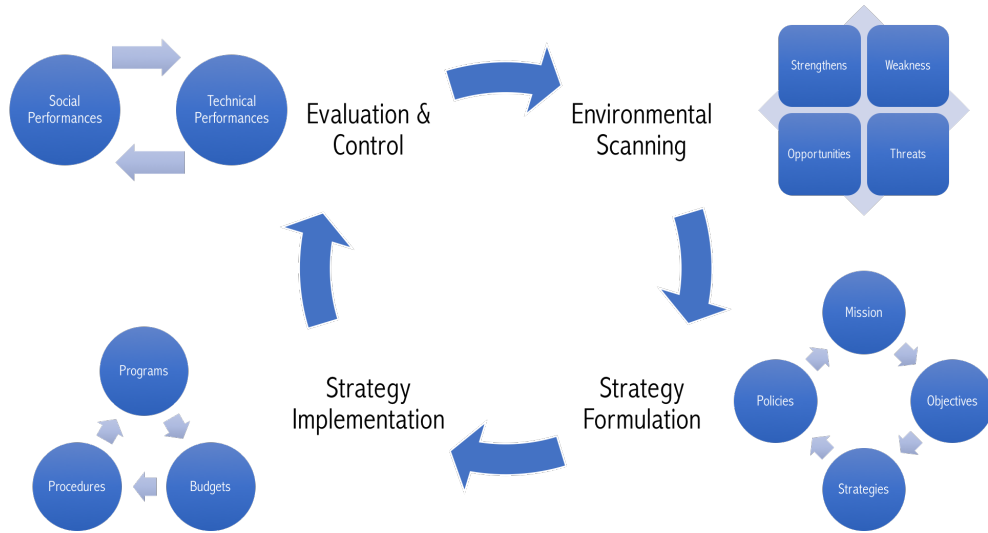 Social
Performances
Technical
Performances
Evaluation &
Control
Environmental
Scanning
Strengthens
Weakness
Opportunities
Threats
Mission
Objectives
Strategies
Policies
Strategy
Formulation
Strategy
Implementation
Programs
Budgets
Procedures